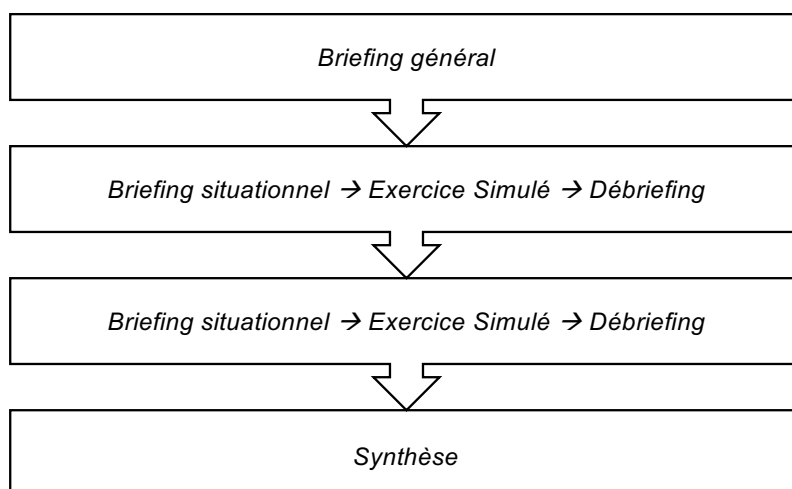 Briefing général
Briefing situationnel → Exercice Simulé → Débriefing
Briefing situationnel → Exercice Simulé → Débriefing
Synthèse